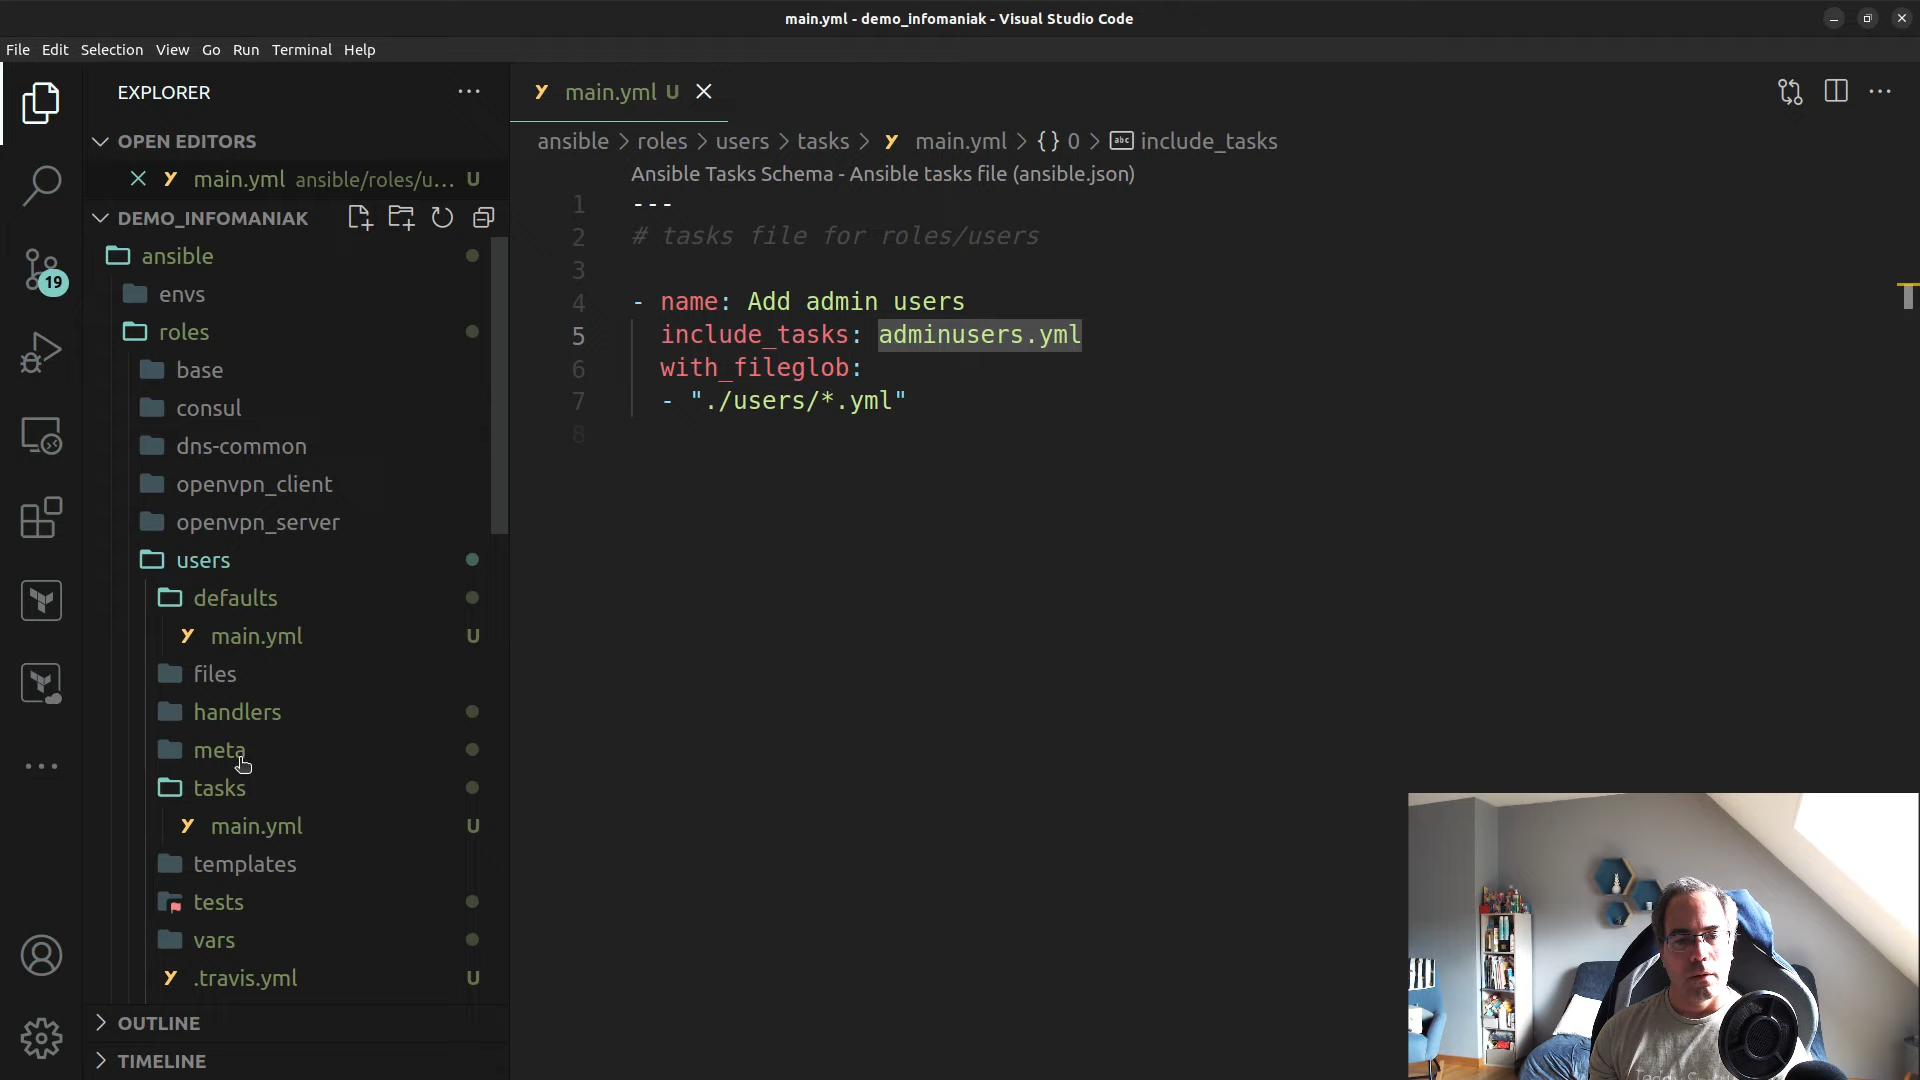 main.yml - demo_infomaniak - Visual Studio Code
File Edit Selection View Go Run Terminal Help
EXPLORER
main.yml U
OPEN EDITORS
main.yml ansible/roles/u... U
DEMO_INFOMANIAK
ansible
envs
roles
base
consul
dns-common
openvpn_client
openvpn_server
users
defaults
main.yml U
files
handlers
meta
tasks
main.yml U
templates
tests
vars
.travis.yml U
OUTLINE
TIMELINE
19
ansible > roles > users > tasks > main.yml > {} 0 > abc include_tasks
Ansible Tasks Schema - Ansible tasks file (ansible.json)
1 ---
2 # tasks file for roles/users
3
4 - name: Add admin users
5 include_tasks: adminusers.yml
6 with_fileglob:
7 - "./users/*.yml"
8